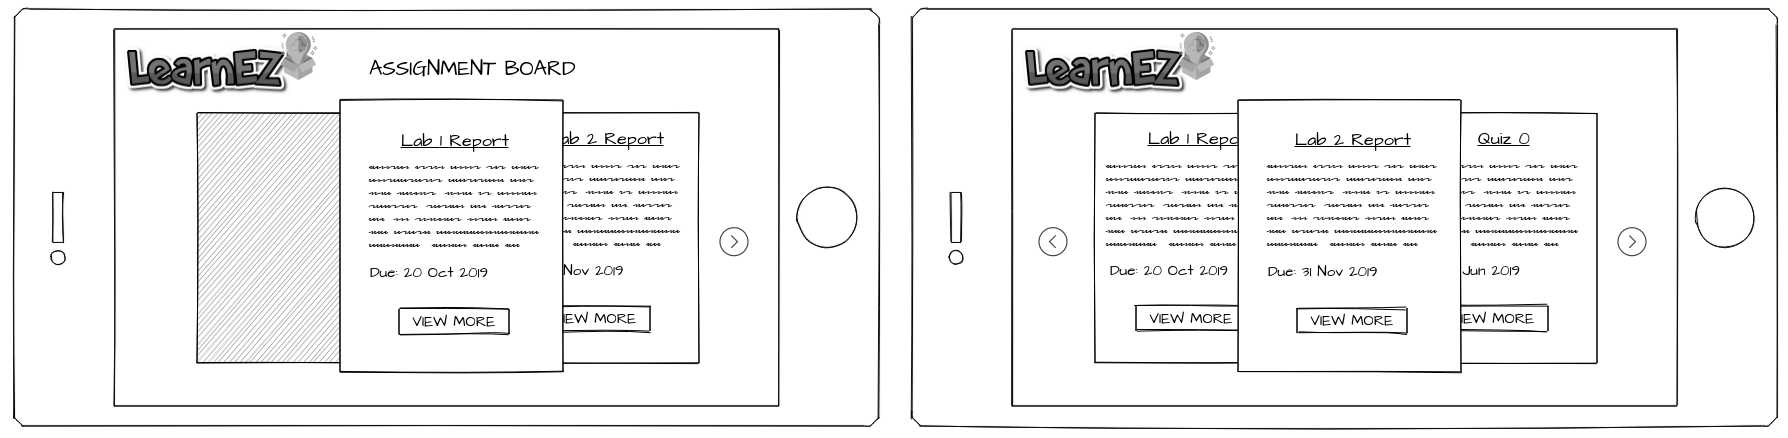 LearnEZ
ASSIGNMENT BOARD
Lab 1 Report
Due: 20 Oct 2019
VIEW MORE
ab 2 Report
Nov 2019
IEW MORE
LearnEZ
Lab 1 Repo
Due: 20 Oct 2019
VIEW MORE
Lab 2 Report
Due: 31 Nov 2019
VIEW MORE
Quiz 0
Jun 2019
IEW MORE